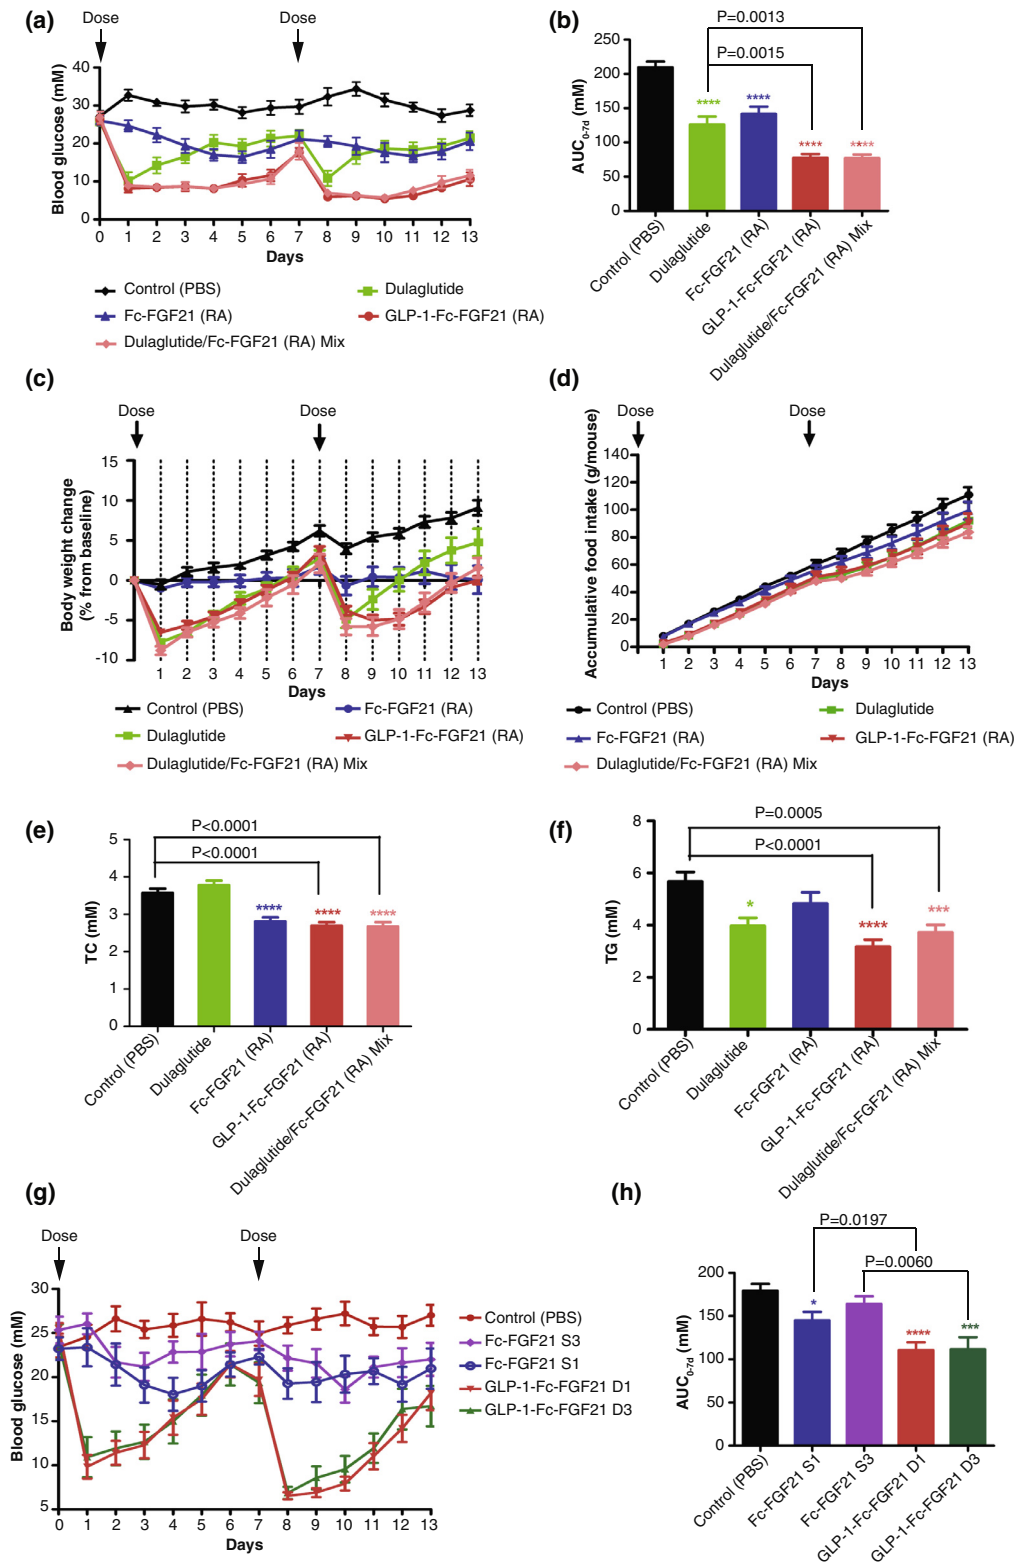 (a)
Dose
Dose
Blood glucose (mM)
40
30
20
10
0
0 1 2 3 4 5 6 7 8 9 10 11 12 13
Days
Control (PBS)
Dulaglutide
Fc-FGF21 (RA)
GLP-1-Fc-FGF21 (RA)
Dulaglutide/Fc-FGF21 (RA) Mix
(b)
P=0.0013
P=0.0015
AUC0-7d (mM)
250
200
150
100
50
0
****
****
****
****
Control (PBS)
Dulaglutide
Fc-FGF21 (RA)
GLP-1-Fc-FGF21 (RA)
Dulaglutide/Fc-FGF21 (RA) Mix
(c)
Dose
Dose
Body weight change
(% from baseline)
15
10
5
0
-5
-10
1 2 3 4 5 6 7 8 9 10 11 12 13
Days
Control (PBS)
Fc-FGF21 (RA)
Dulaglutide
GLP-1-Fc-FGF21 (RA)
Dulaglutide/Fc-FGF21 (RA) Mix
(d)
Dose
Dose
Accumulative food intake (g/mouse)
140
120
100
80
60
40
20
0
1 2 3 4 5 6 7 8 9 10 11 12 13
Days
Control (PBS)
Dulaglutide
Fc-FGF21 (RA)
GLP-1-Fc-FGF21 (RA)
Dulaglutide/Fc-FGF21 (RA) Mix
(e)
P<0.0001
P<0.0001
TC (mM)
5
4
3
2
1
0
****
****
****
Control (PBS)
Dulaglutide
Fc-FGF21 (RA)
GLP-1-Fc-FGF21 (RA)
Dulaglutide/Fc-FGF21 (RA) Mix
(f)
P=0.0005
P<0.0001
TG (mM)
8
6
4
2
0
*
****
***
Control (PBS)
Dulaglutide
Fc-FGF21 (RA)
GLP-1-Fc-FGF21 (RA)
Dulaglutide/Fc-FGF21 (RA) Mix
(g)
Dose
Dose
Blood glucose (mM)
30
25
20
15
10
5
0 1 2 3 4 5 6 7 8 9 10 11 12 13
Days
Control (PBS)
Fc-FGF21 S3
Fc-FGF21 S1
GLP-1-Fc-FGF21 D1
GLP-1-Fc-FGF21 D3
(h)
P=0.0197
P=0.0060
AUC0-7d (mM)
200
150
100
50
0
*
****
***
Control (PBS)
Fc-FGF21 S1
Fc-FGF21 S3
GLP-1-Fc-FGF21 D1
GLP-1-Fc-FGF21 D3